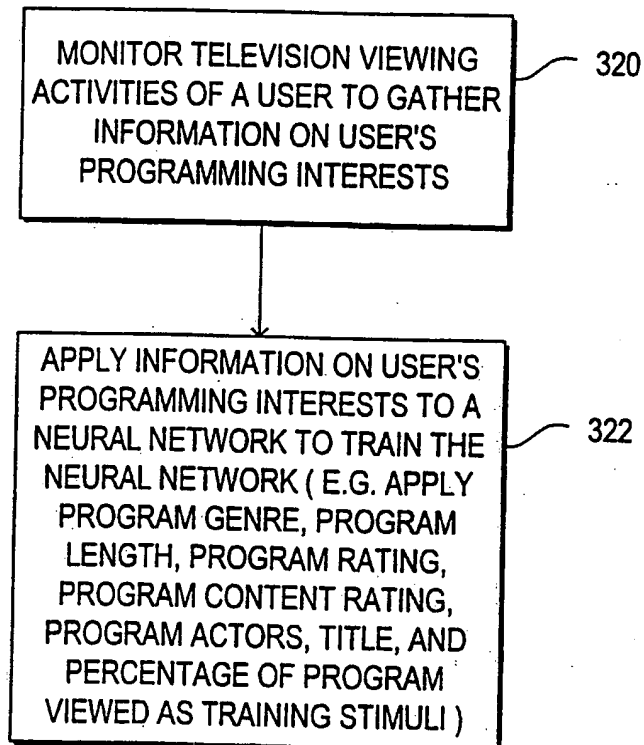 MONITOR TELEVISION VIEWING
ACTIVITIES OF A USER TO GATHER
INFORMATION ON USER'S
PROGRAMMING INTERESTS
320
APPLY INFORMATION ON USER'S
PROGRAMMING INTERESTS TO A
NEURAL NETWORK TO TRAIN THE
NEURAL NETWORK ( E.G. APPLY
PROGRAM GENRE, PROGRAM
LENGTH, PROGRAM RATING,
PROGRAM CONTENT RATING,
PROGRAM ACTORS, TITLE, AND
PERCENTAGE OF PROGRAM
VIEWED AS TRAINING STIMULI )
322